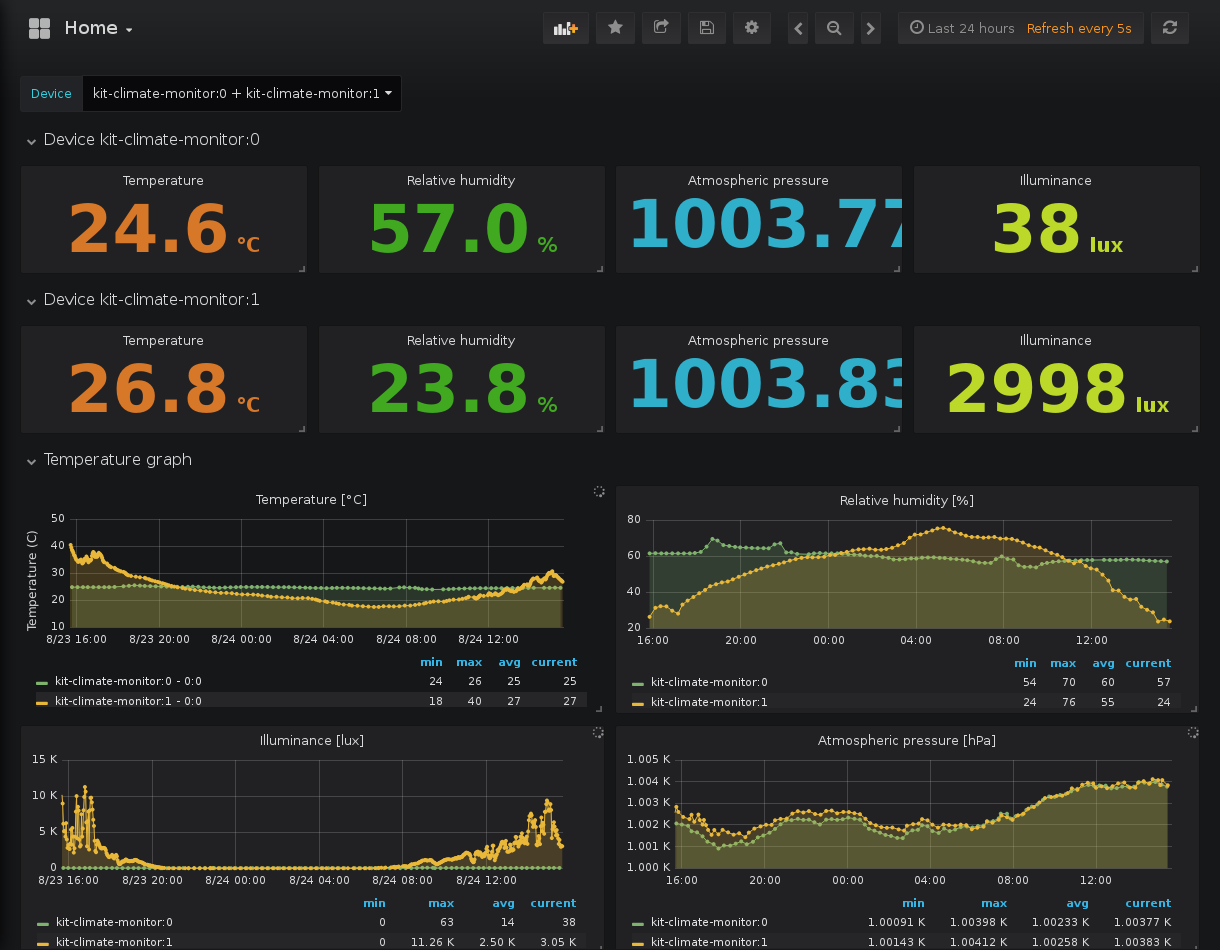 Home
Last 24 hours Refresh every 5s
Device kit-climate-monitor:0 + kit-climate-monitor:1
Device kit-climate-monitor:0
Temperature Relative humidity Atmospheric pressure Illuminance
24.6 °C 57.0 % 1003.77 38 lux
Device kit-climate-monitor:1
Temperature Relative humidity Atmospheric pressure Illuminance
26.8 °C 23.8 % 1003.83 2998 lux
Temperature graph
Temperature [°C]
Temperature (C)
50
40
30
20
10
8/23 16:00 8/23 20:00 8/24 00:00 8/24 04:00 8/24 08:00 8/24 12:00
min max avg current
kit-climate-monitor:0 - 0:0 24 26 25 25
kit-climate-monitor:1 - 0:0 18 40 27 27
Relative humidity [%]
80
60
40
20
16:00 20:00 00:00 04:00 08:00 12:00
min max avg current
kit-climate-monitor:0 54 70 60 57
kit-climate-monitor:1 24 76 55 24
Illuminance [lux]
15 K
10 K
5 K
0
8/23 16:00 8/23 20:00 8/24 00:00 8/24 04:00 8/24 08:00 8/24 12:00
min max avg current
kit-climate-monitor:0 0 63 14 38
kit-climate-monitor:1 0 11.26 K 2.50 K 3.05 K
Atmospheric pressure [hPa]
1.005 K
1.004 K
1.003 K
1.002 K
1.001 K
1.000 K
16:00 20:00 00:00 04:00 08:00 12:00
min max avg current
kit-climate-monitor:0 1.00091 K 1.00398 K 1.00233 K 1.00377 K
kit-climate-monitor:1 1.00143 K 1.00412 K 1.00258 K 1.00383 K